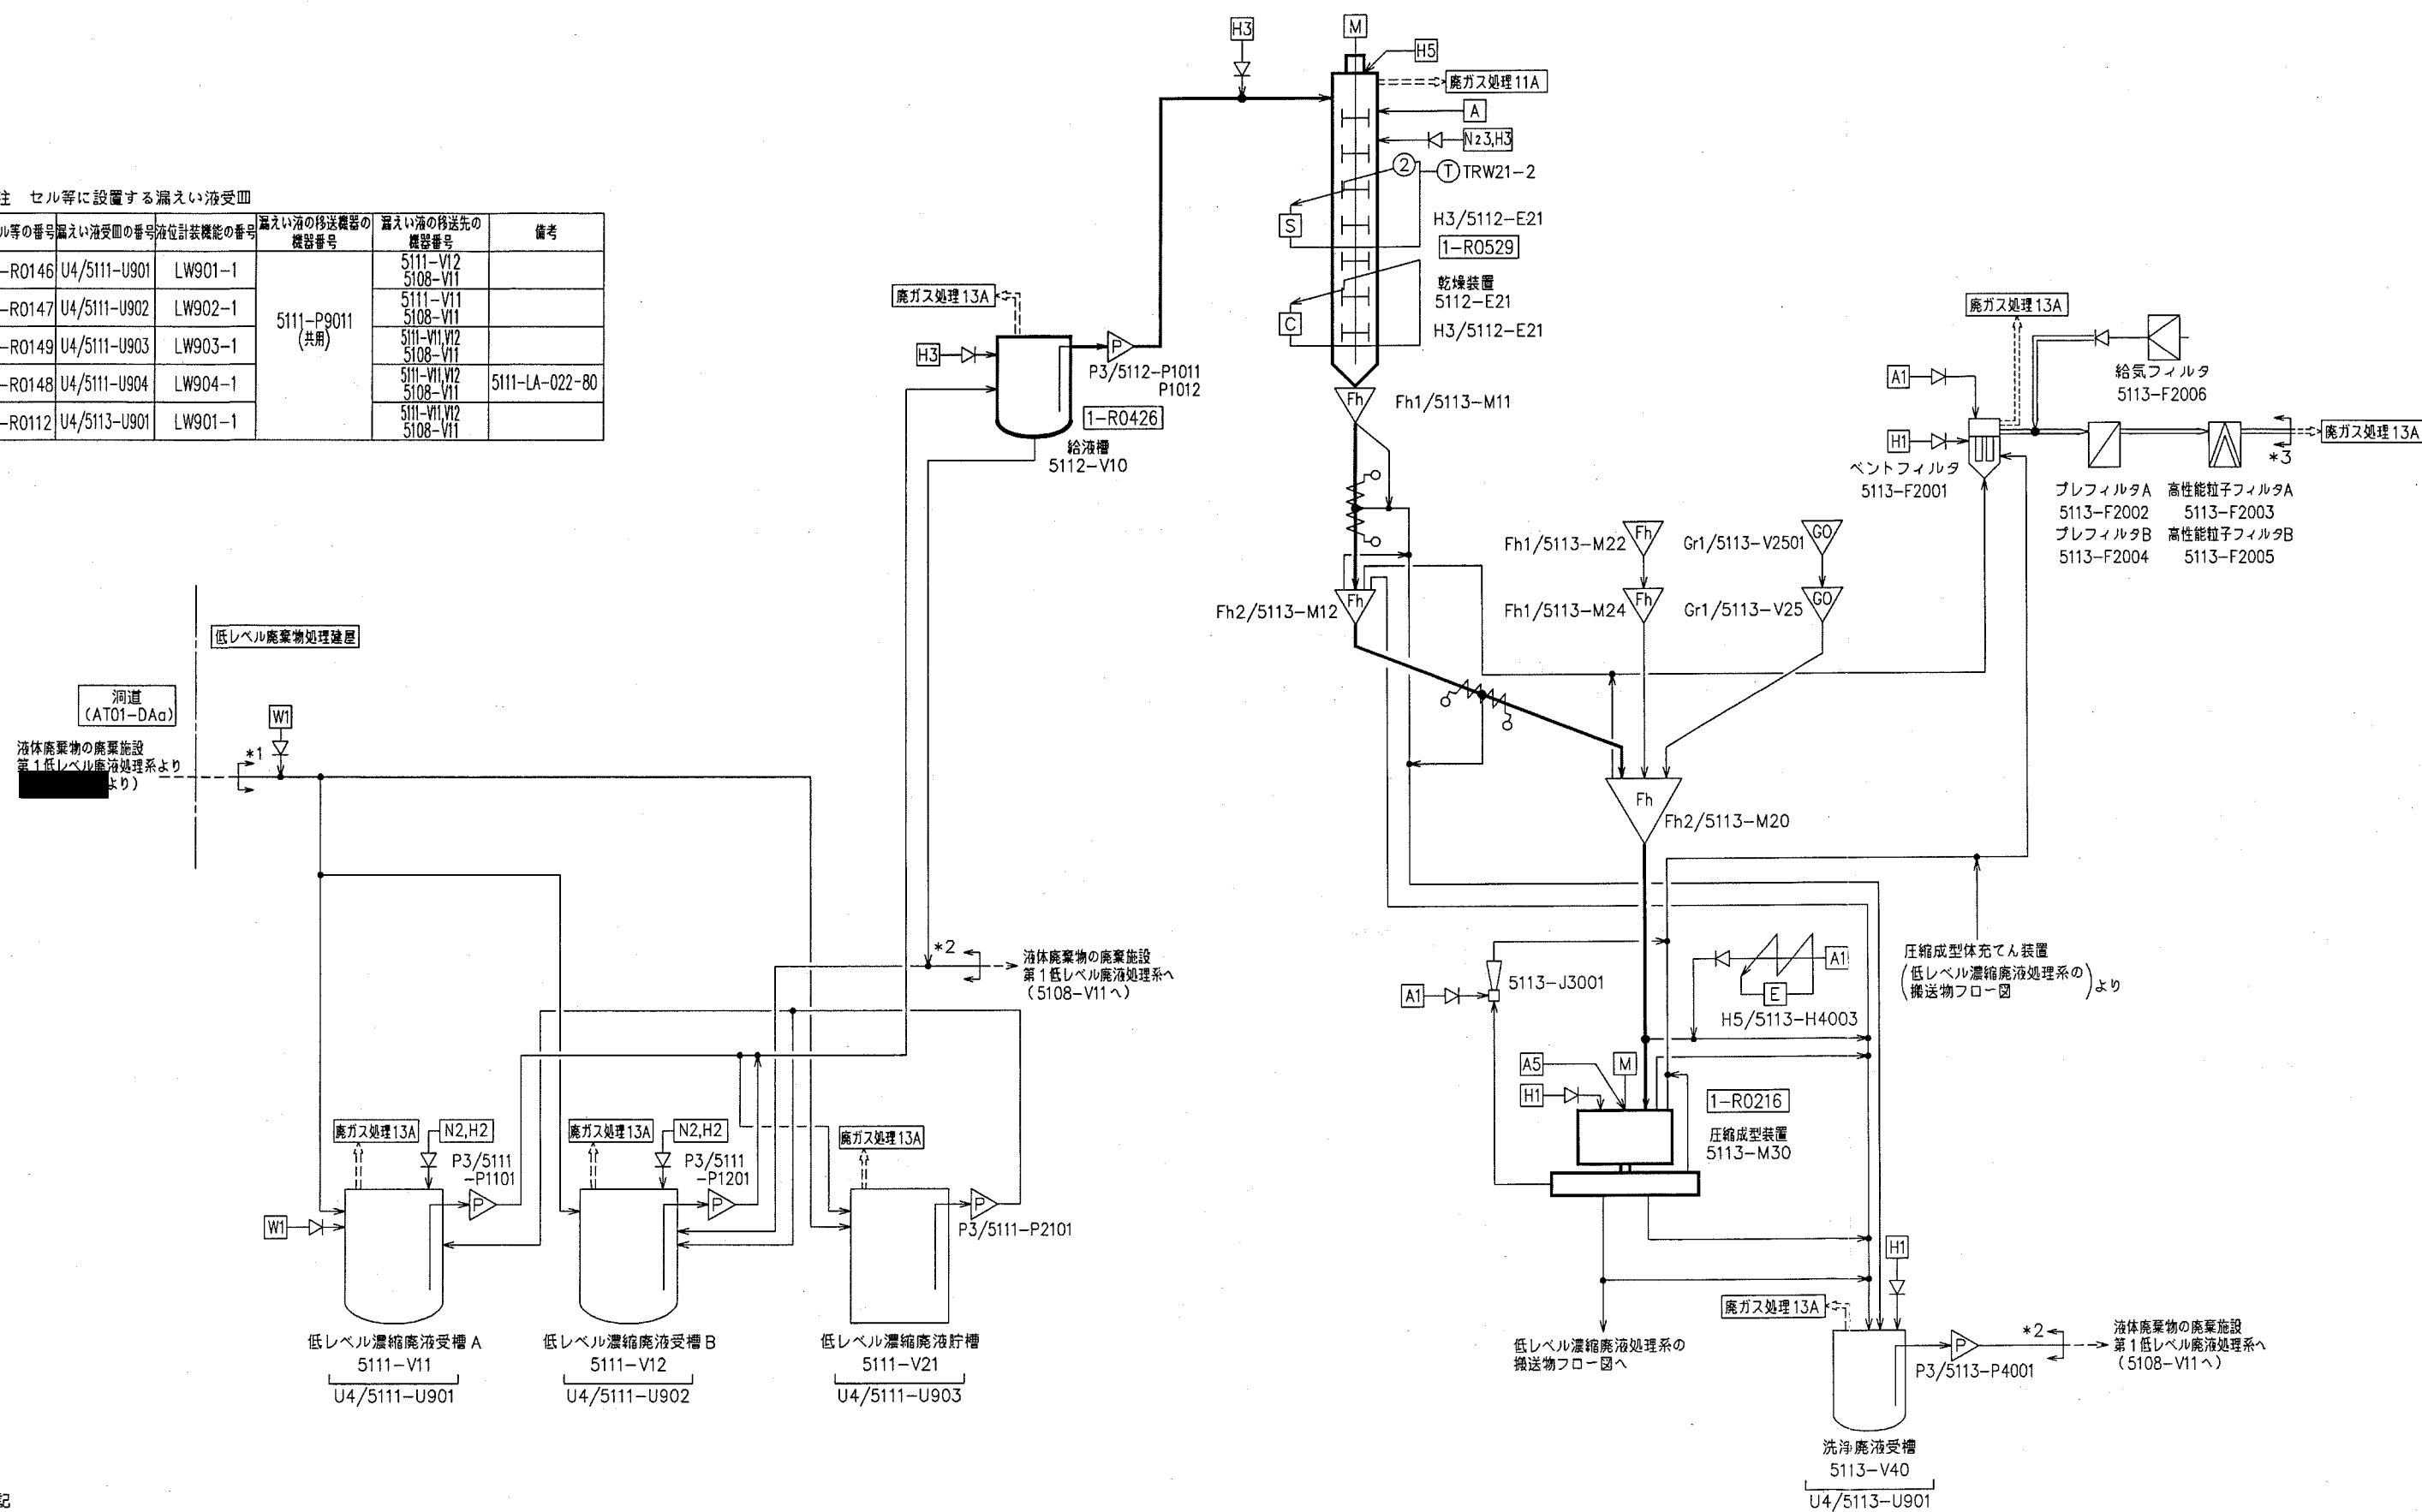 注 セル等に設置する漏えい液受皿
ル等の番号 漏えい液受皿の番号 液位計装機能の番号 漏えい液の移送機器の機器番号 漏えい液の移送先の機器番号 備考
-R0146 U4/5111-U901 LW901-1 5111-V12 5108-V11
-R0147 U4/5111-U902 LW902-1 5111-V11 5108-V11
5111-P9011
(共用)
-R0149 U4/5111-U903 LW903-1 5111-V11,V12 5108-V11
-R0148 U4/5111-U904 LW904-1 5111-V11,V12 5108-V11 5111-LA-022-80
-R0112 U4/5113-U901 LW901-1 5111-V11,V12 5108-V11
低レベル廃棄物処理建屋
洞道
(AT01-DAa)
液体廃棄物の廃棄施設
第1低レベル廃液処理系より
より)
*1
W1
廃ガス処理13A
N2,H2
P3/5111
-P1101
P
W1
低レベル濃縮廃液受槽A
5111-V11
U4/5111-U901
廃ガス処理13A
N2,H2
P3/5111
-P1201
P
低レベル濃縮廃液受槽B
5111-V12
U4/5111-U902
廃ガス処理13A
P
P3/5111-P2101
低レベル濃縮廃液貯槽
5111-V21
U4/5111-U903
*2
液体廃棄物の廃棄施設
第1低レベル廃液処理系へ
(5108-V11へ)
廃ガス処理13A
H3
P
P3/5112-P1011
P1012
1-R0426
給液槽
5112-V10
H3
M
H5
廃ガス処理11A
A
N23,H3
2
T
TRW21-2
S
H3/5112-E21
1-R0529
乾燥装置
5112-E21
C
H3/5112-E21
Fh
Fh1/5113-M11
Fh
Fh2/5113-M12
Fh1/5113-M22
Fh
Gr1/5113-V2501
GO
Fh1/5113-M24
Fh
Gr1/5113-V25
GO
Fh
Fh2/5113-M20
廃ガス処理13A
A1
H1
ベントフィルタ
5113-F2001
給気フィルタ
5113-F2006
廃ガス処理13A
*3
プレフィルタA
5113-F2002
プレフィルタB
5113-F2004
高性能粒子フィルタA
5113-F2003
高性能粒子フィルタB
5113-F2005
圧縮成型体充てん装置
(低レベル濃縮廃液処理系の
搬送物フロー図)より
A1
5113-J3001
A1
E
H5/5113-H4003
A5
M
H1
1-R0216
圧縮成型装置
5113-M30
低レベル濃縮廃液処理系の
搬送物フロー図へ
H1
廃ガス処理13A
P
P3/5113-P4001
*2
液体廃棄物の廃棄施設
第1低レベル廃液処理系へ
(5108-V11へ)
洗浄廃液受槽
5113-V40
U4/5113-U901
記